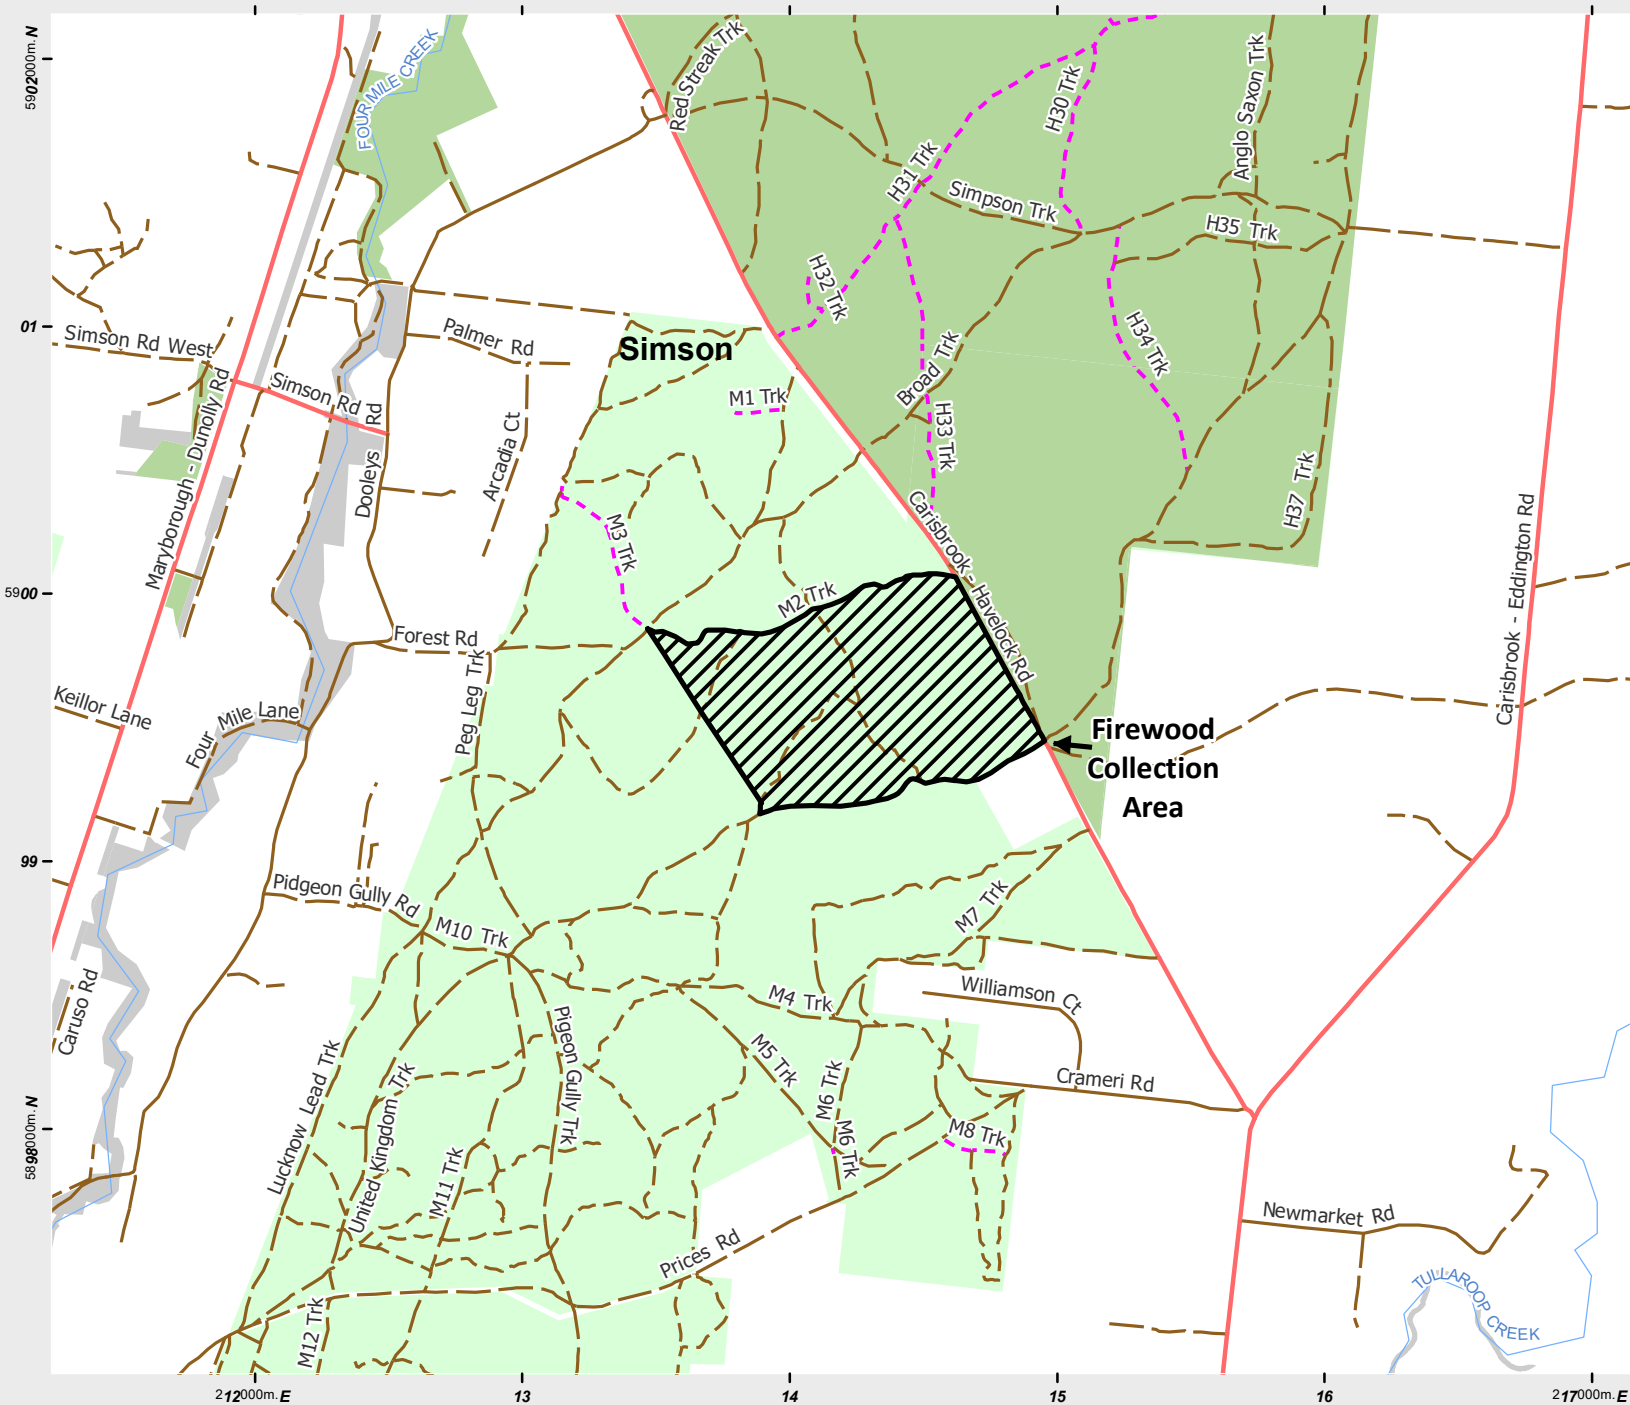 5902000m. N
01
5900
99
5898000m. N
FOUR MILE CREEK
Red Streak Trk
H30 Trk
Anglo Saxon Trk
H31 Trk
Simpson Trk
H35 Trk
H32 Trk
Simson Rd West
Palmer Rd
Simson
H34 Trk
Broad Trk
Simson Rd
M1 Trk
H33 Trk
Maryborough - Dunolly Rd
Dooleys Rd
Arcadia Ct
H37 Trk
M3 Trk
Carisbrook - Havelock Rd
Carisbrook - Eddington Rd
M2 Trk
Forest Rd
Peg Leg Trk
Keillor Lane
Four Mile Lane
Firewood
Collection
Area
Pidgeon Gully Rd
M10 Trk
M7 Trk
Caruso Rd
M4 Trk
Williamson Ct
Pigeon Gully Trk
M5 Trk
M6 Trk
Crameri Rd
Lucknow Lead Trk
United Kingdom Trk
M6 Trk
M8 Trk
M11 Trk
Prices Rd
Newmarket Rd
TULLAROOP CREEK
M12 Trk
212000m. E
13
14
15
16
217000m. E